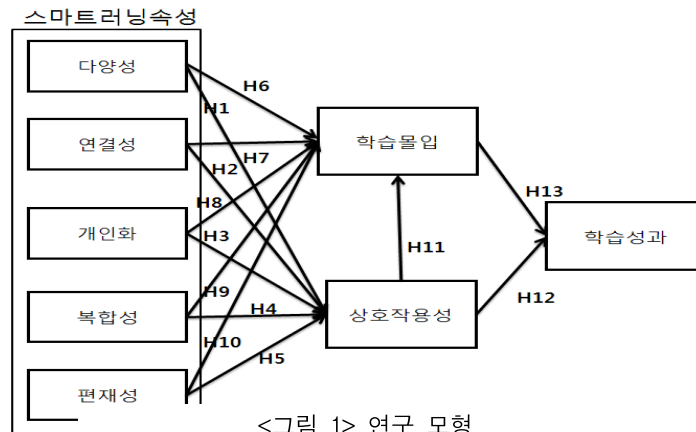 스마트러닝속성
다양성
H6
H1
연결성
학습몰입
H7
H2
H13
H8
개인화
H3
학습성과
H11
H9
복합성
H4
상호작용성
H12
H10
H5
편재성
<그림 1> 연구 모형